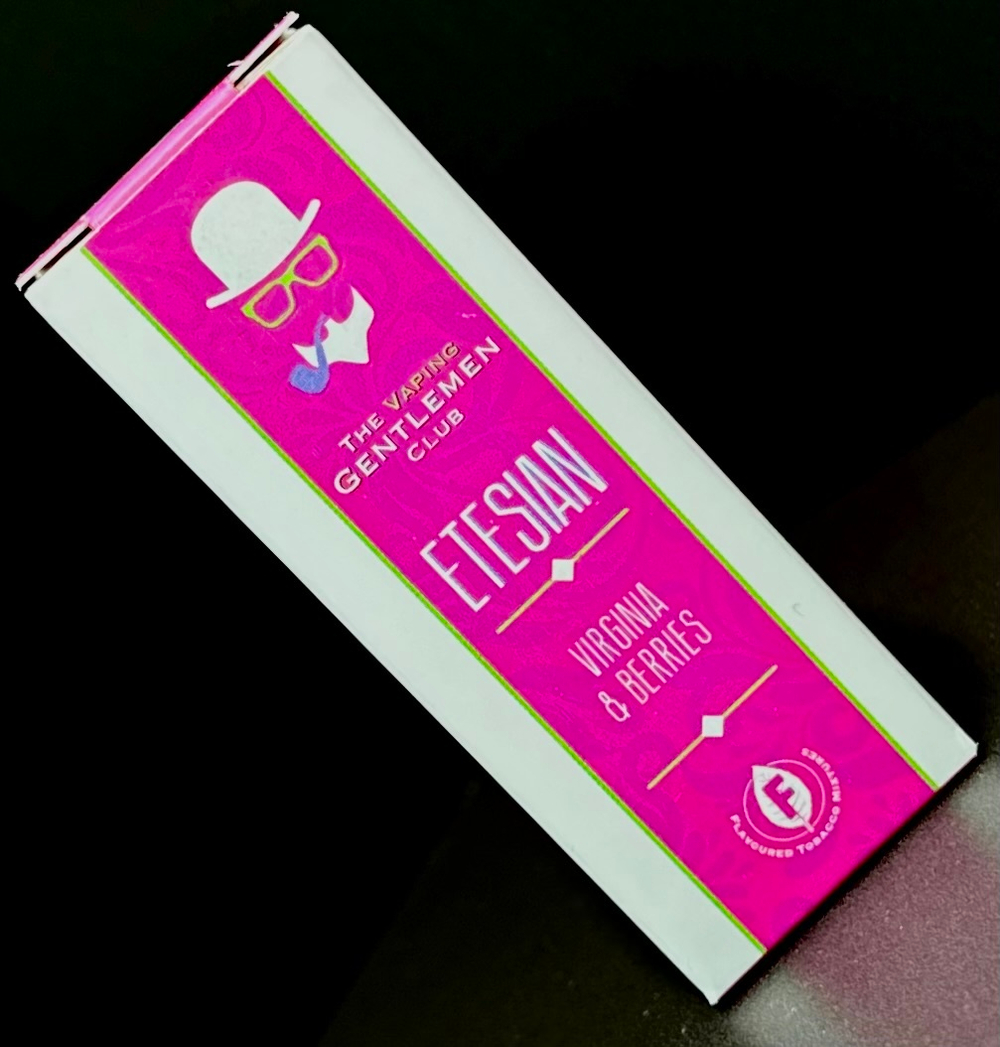 THE VAPING
GENTLEMEN
CLUB
ETESIAN
VIRGINIA
& BERRIES
F
FLAVOURED TOBACCO MIXTURES